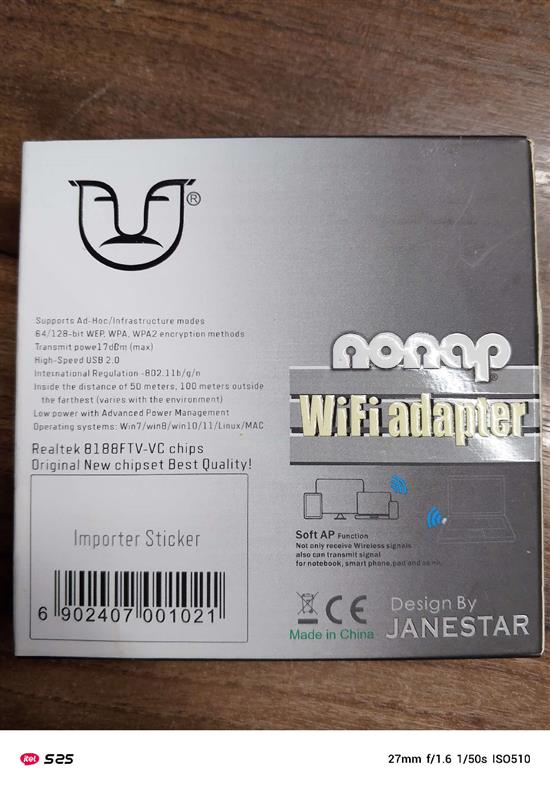 ®
Supports Ad-Hoc/Infrastructure modes
64/128-bit WEP, WPA, WPA2 encryption methods
Transmit powe17dBm (max)
High-Speed USB 2.0
International Regulation -802.11b/g/n
Inside the distance of 50 meters, 100 meters outside
the farthest (varies with the environment)
Low power with Advanced Power Management
Operating systems: Win7/win8/win10/11/Linux/MAC
Realtek 8188FTV-VC chips
Original New chipset Best Quality!
Importer Sticker
6 902407 001021
nonap
WiFi adapter
Soft AP Function
Not only receive Wireless signals
also can transmit signal
for notebook, smart phone,pad and
CE
Made in China
Design By
JANESTAR
itel S25
27mm f/1.6 1/50s ISO510